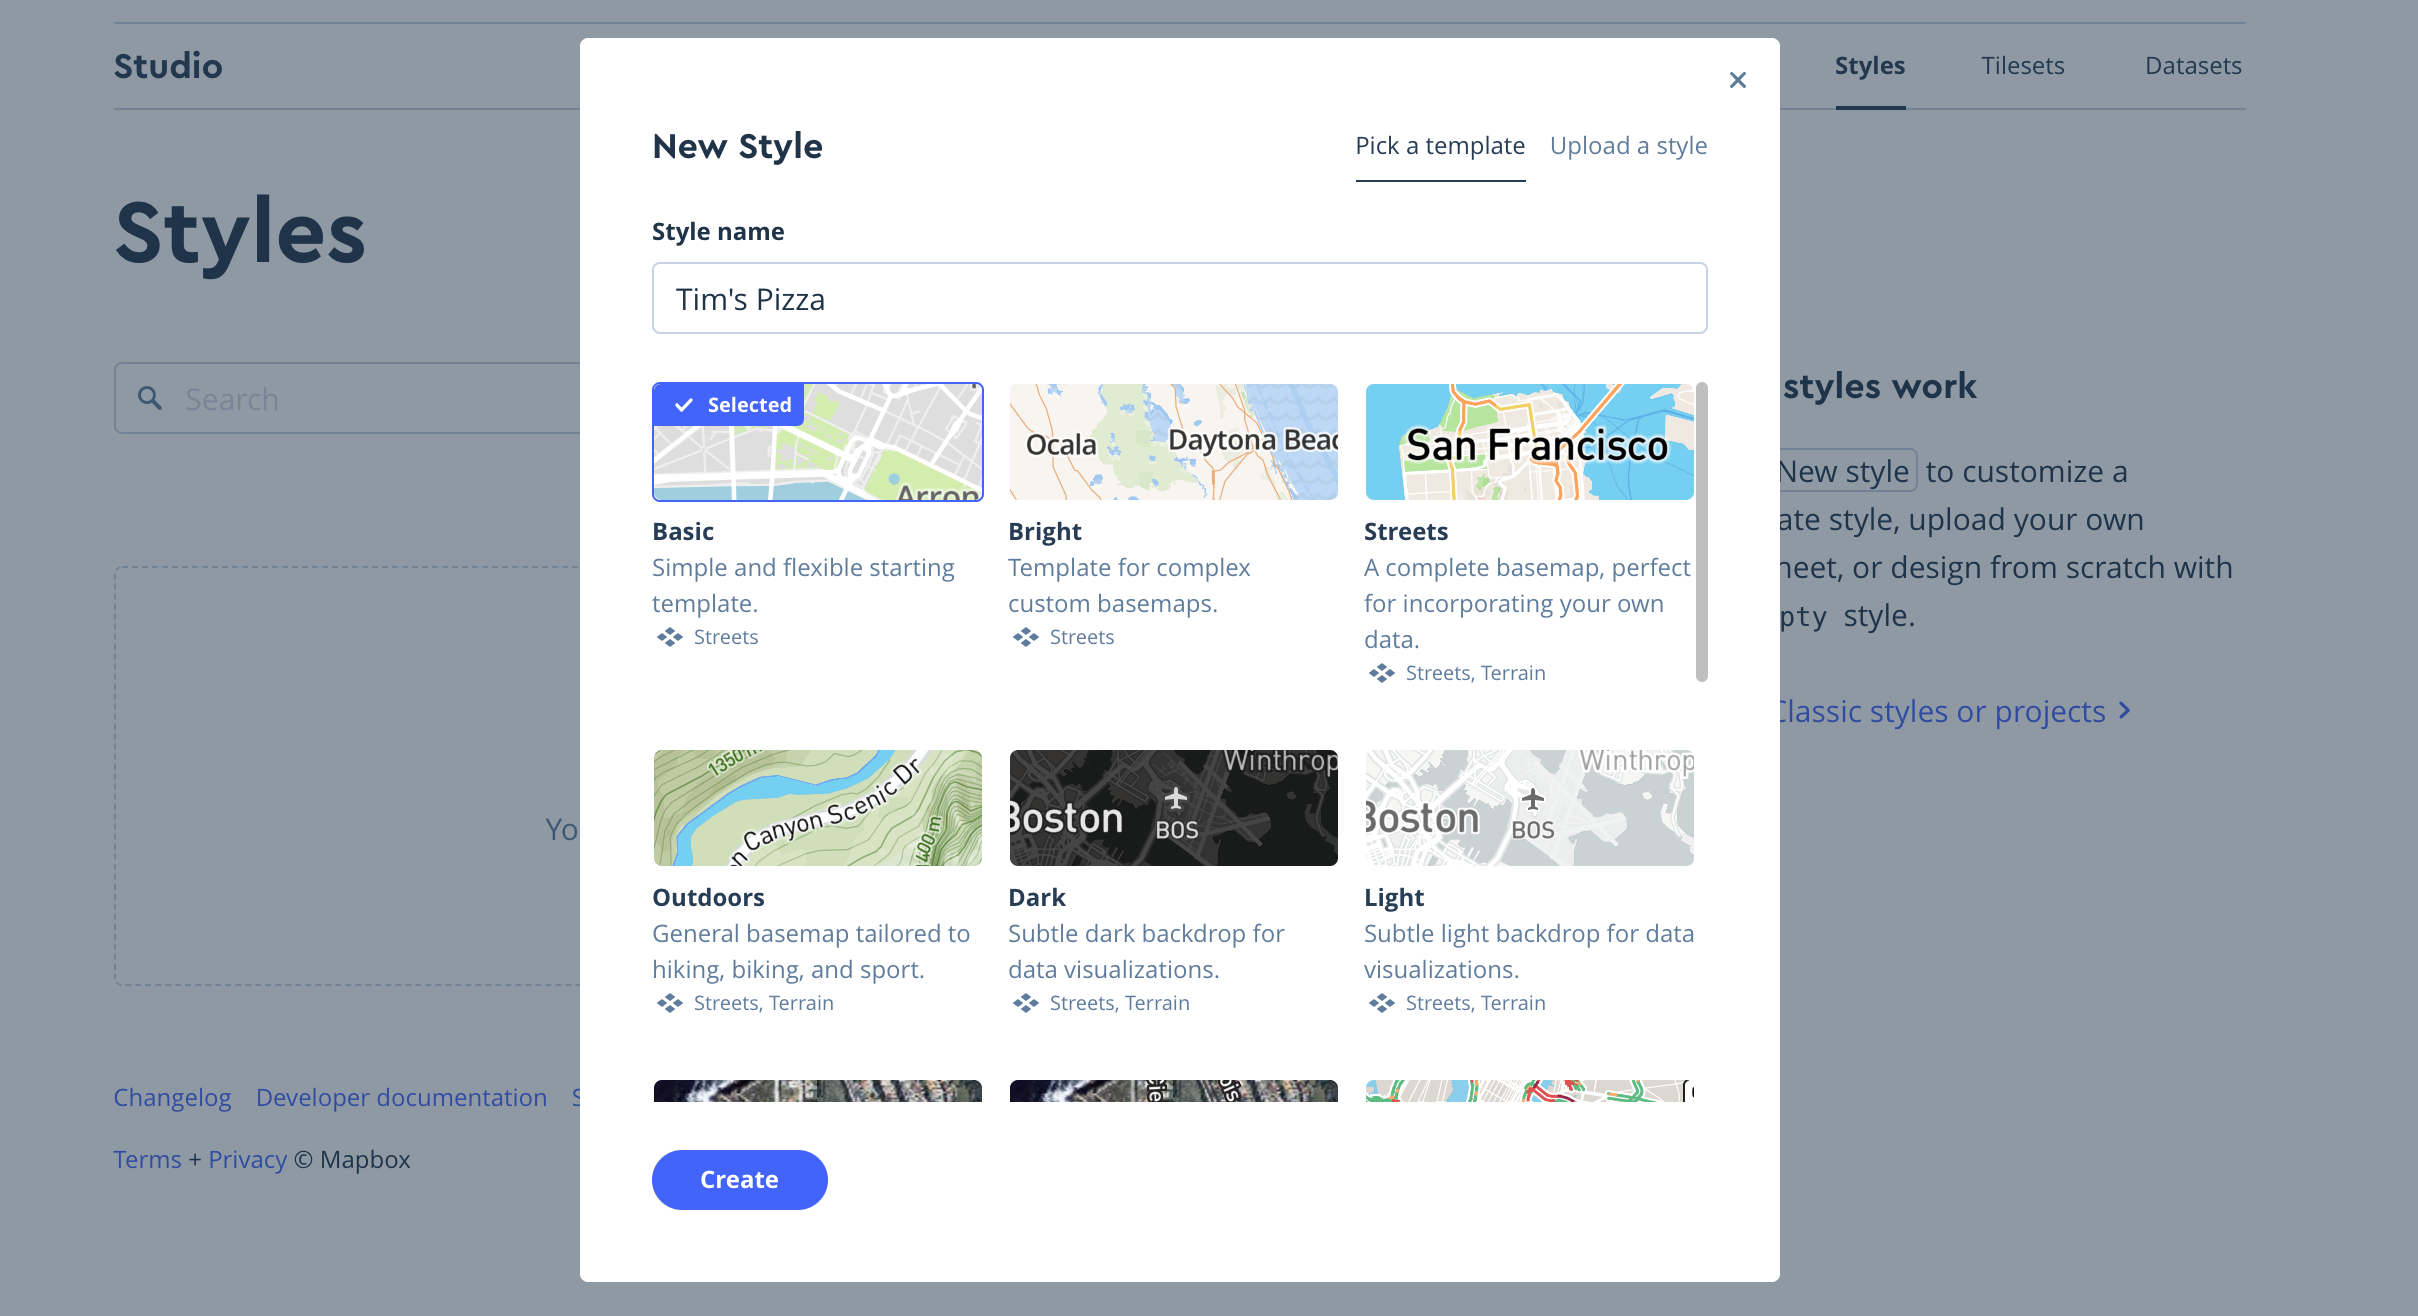 Studio
Styles
Tilesets
Datasets
Styles
Search
Yo
styles work
New style to customize a
ate style, upload your own
heet, or design from scratch with
pty style.
Classic styles or projects
Changelog
Developer documentation
S
Terms + Privacy © Mapbox
New Style
Pick a template
Upload a style
Style name
Tim's Pizza
Selected
Arron
Basic
Simple and flexible starting
template.
Streets
Ocala
Daytona Beac
Bright
Template for complex
custom basemaps.
Streets
San Francisco
Streets
A complete basemap, perfect
for incorporating your own
data.
Streets, Terrain
1350 m
n Canyon Scenic Dr
400 m
Outdoors
General basemap tailored to
hiking, biking, and sport.
Streets, Terrain
Winthrop
Boston
BOS
Dark
Subtle dark backdrop for
data visualizations.
Streets, Terrain
Winthrop
Boston
BOS
Light
Subtle light backdrop for data
visualizations.
Streets, Terrain
Create